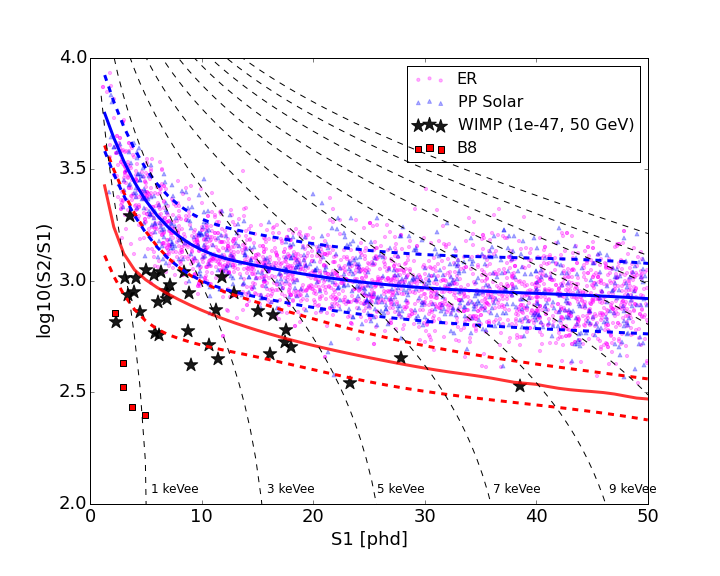 4.0
3.5
3.0
2.5
2.0
log10(S2/S1)
ER
PP Solar
WIMP (1e-47, 50 GeV)
B8
1 keVee 3 keVee 5 keVee 7 keVee 9 keVee
0 10 20 30 40 50
S1 [phd]